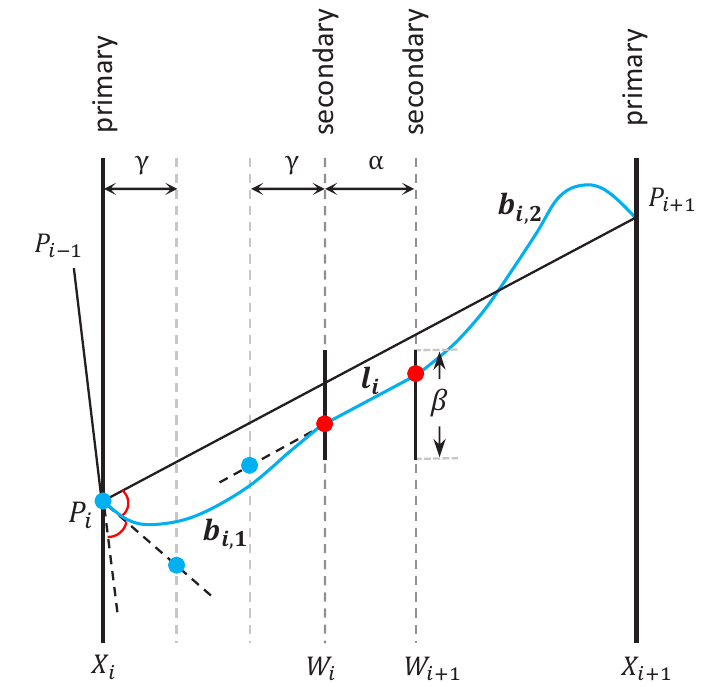 primary
secondary
secondary
primary
γ
γ
α
b_{i,2}
P_{i+1}
P_{i-1}
l_i
β
P_i
b_{i,1}
X_i
W_i
W_{i+1}
X_{i+1}